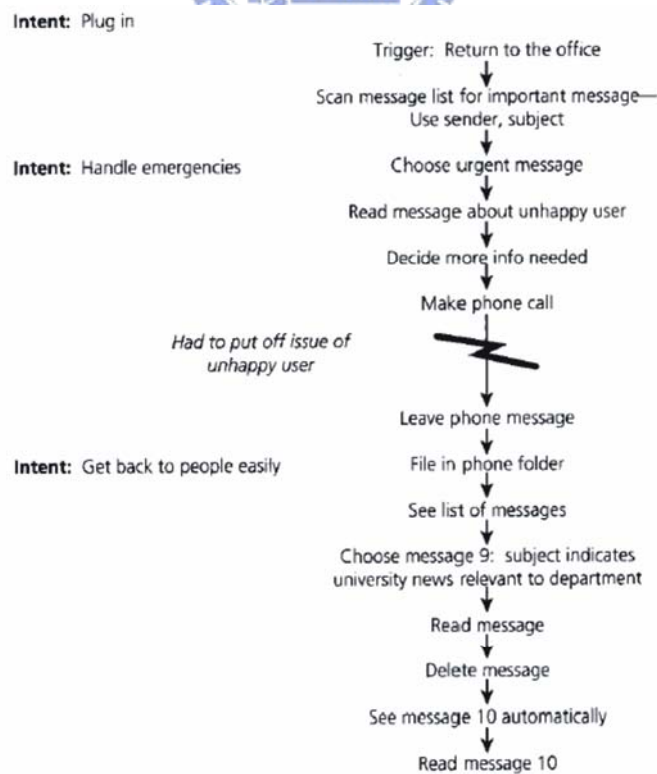 Intent: Plug in
Trigger: Return to the office
Scan message list for important message
Use sender, subject
Intent: Handle emergencies
Choose urgent message
Read message about unhappy user
Decide more info needed
Make phone call
Had to put off issue of
unhappy user
Leave phone message
Intent: Get back to people easily
File in phone folder
See list of messages
Choose message 9: subject indicates
university news relevant to department
Read message
Delete message
See message 10 automatically
Read message 10